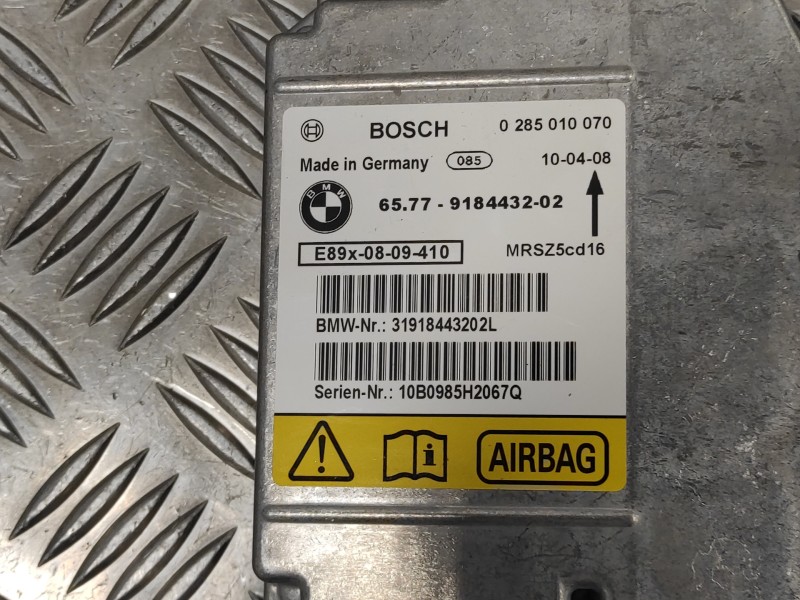 BOSCH 0 285 010 070
Made in Germany 085 10-04-08
BMW
65.77 - 9184432-02
E89x-08-09-410 MRSZ5cd16
BMW-Nr.: 31918443202L
Serien-Nr.: 10B0985H2067Q
i AIRBAG